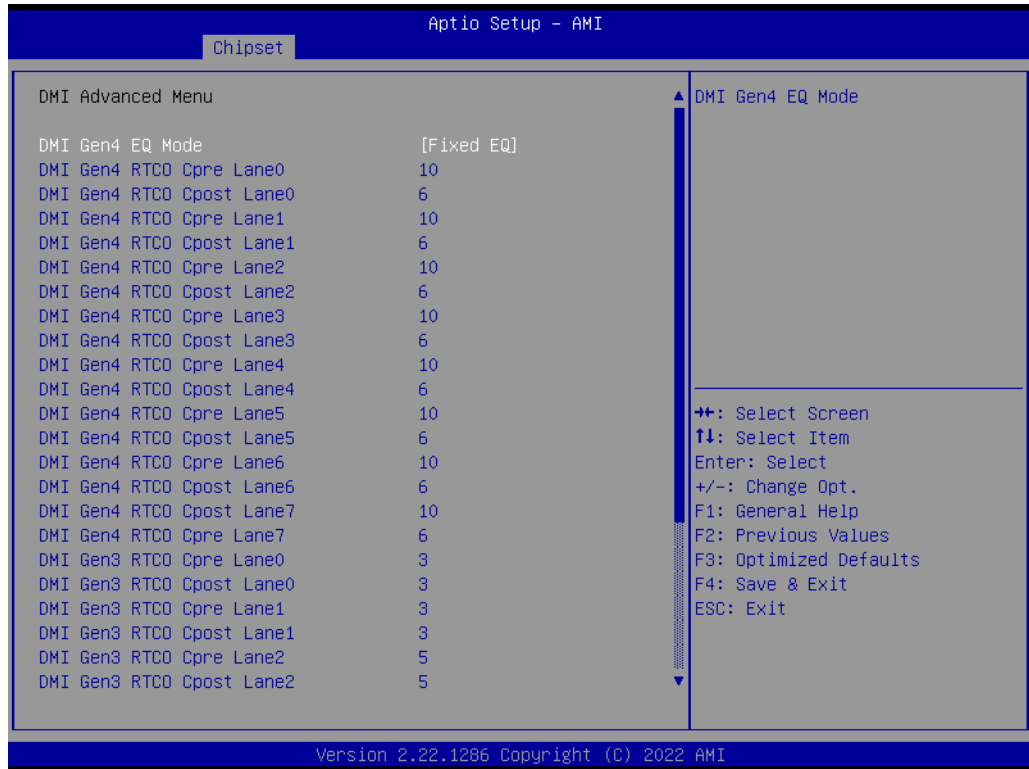 Aptio Setup – AMI
Chipset
DMI Advanced Menu
DMI Gen4 EQ Mode [Fixed EQ]
DMI Gen4 RTCO Cpre Lane0 10
DMI Gen4 RTCO Cpost Lane0 6
DMI Gen4 RTCO Cpre Lane1 10
DMI Gen4 RTCO Cpost Lane1 6
DMI Gen4 RTCO Cpre Lane2 10
DMI Gen4 RTCO Cpost Lane2 6
DMI Gen4 RTCO Cpre Lane3 10
DMI Gen4 RTCO Cpost Lane3 6
DMI Gen4 RTCO Cpre Lane4 10
DMI Gen4 RTCO Cpost Lane4 6
DMI Gen4 RTCO Cpre Lane5 10
DMI Gen4 RTCO Cpost Lane5 6
DMI Gen4 RTCO Cpre Lane6 10
DMI Gen4 RTCO Cpost Lane6 6
DMI Gen4 RTCO Cpost Lane7 10
DMI Gen4 RTCO Cpre Lane7 6
DMI Gen3 RTCO Cpre Lane0 3
DMI Gen3 RTCO Cpost Lane0 3
DMI Gen3 RTCO Cpre Lane1 3
DMI Gen3 RTCO Cpost Lane1 3
DMI Gen3 RTCO Cpre Lane2 5
DMI Gen3 RTCO Cpost Lane2 5
DMI Gen4 EQ Mode
→←: Select Screen
↑↓: Select Item
Enter: Select
+/-: Change Opt.
F1: General Help
F2: Previous Values
F3: Optimized Defaults
F4: Save & Exit
ESC: Exit
Version 2.22.1286 Copyright (C) 2022 AMI